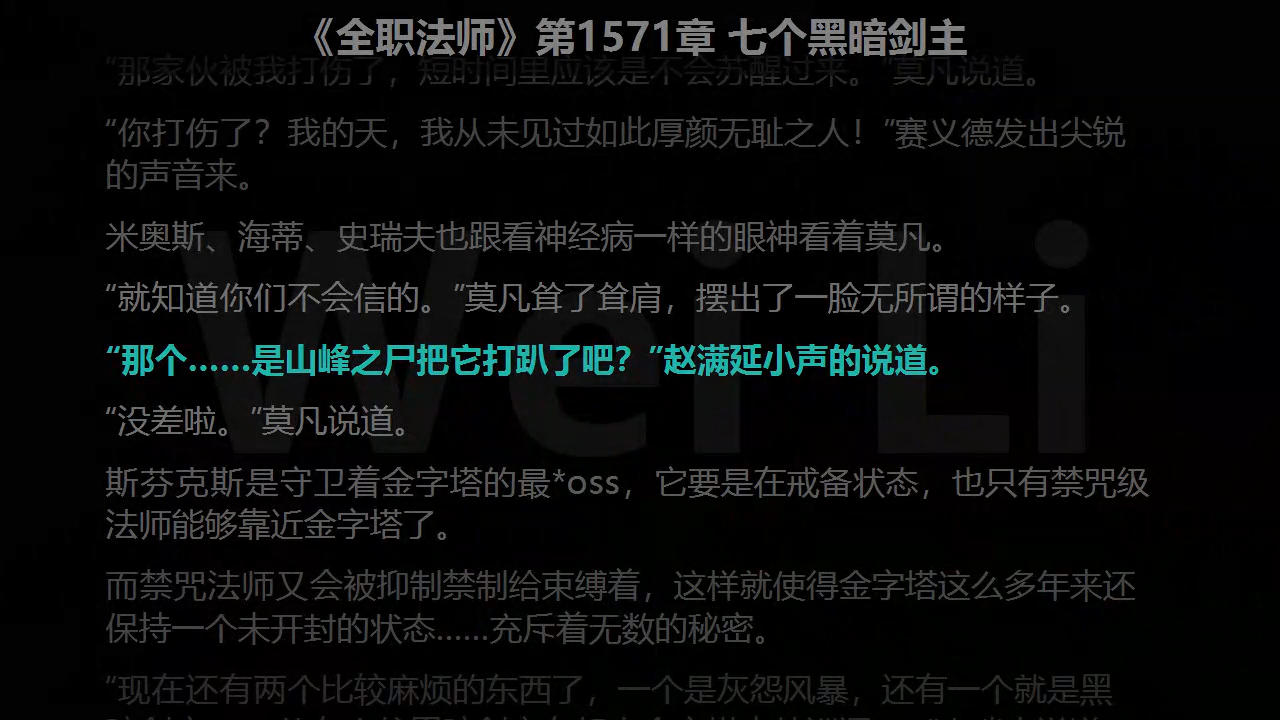 《全职法师》第1571章 七个黑暗剑主
“那家伙被我打伤了，短时间里应该是不会苏醒过来。”莫凡说道。
“你打伤了？我的天，我从未见过如此厚颜无耻之人！”赛义德发出尖锐
的声音来。
米奥斯、海蒂、史瑞夫也跟看神经病一样的眼神看着莫凡。
“就知道你们不会信的。”莫凡耸了耸肩，摆出了一脸无所谓的样子。
“那个……是山峰之尸把它打趴了吧？”赵满延小声的说道。
“没差啦。”莫凡说道。
斯芬克斯是守卫着金字塔的最*oss，它要是在戒备状态，也只有禁咒级
法师能够靠近金字塔了。
而禁咒法师又会被抑制禁制给束缚着，这样就使得金字塔这么多年来还
保持一个未开封的状态……充斥着无数的秘密。
“现在还有两个比较麻烦的东西了，一个是灰怨风暴，还有一个就是黑
Wei Li